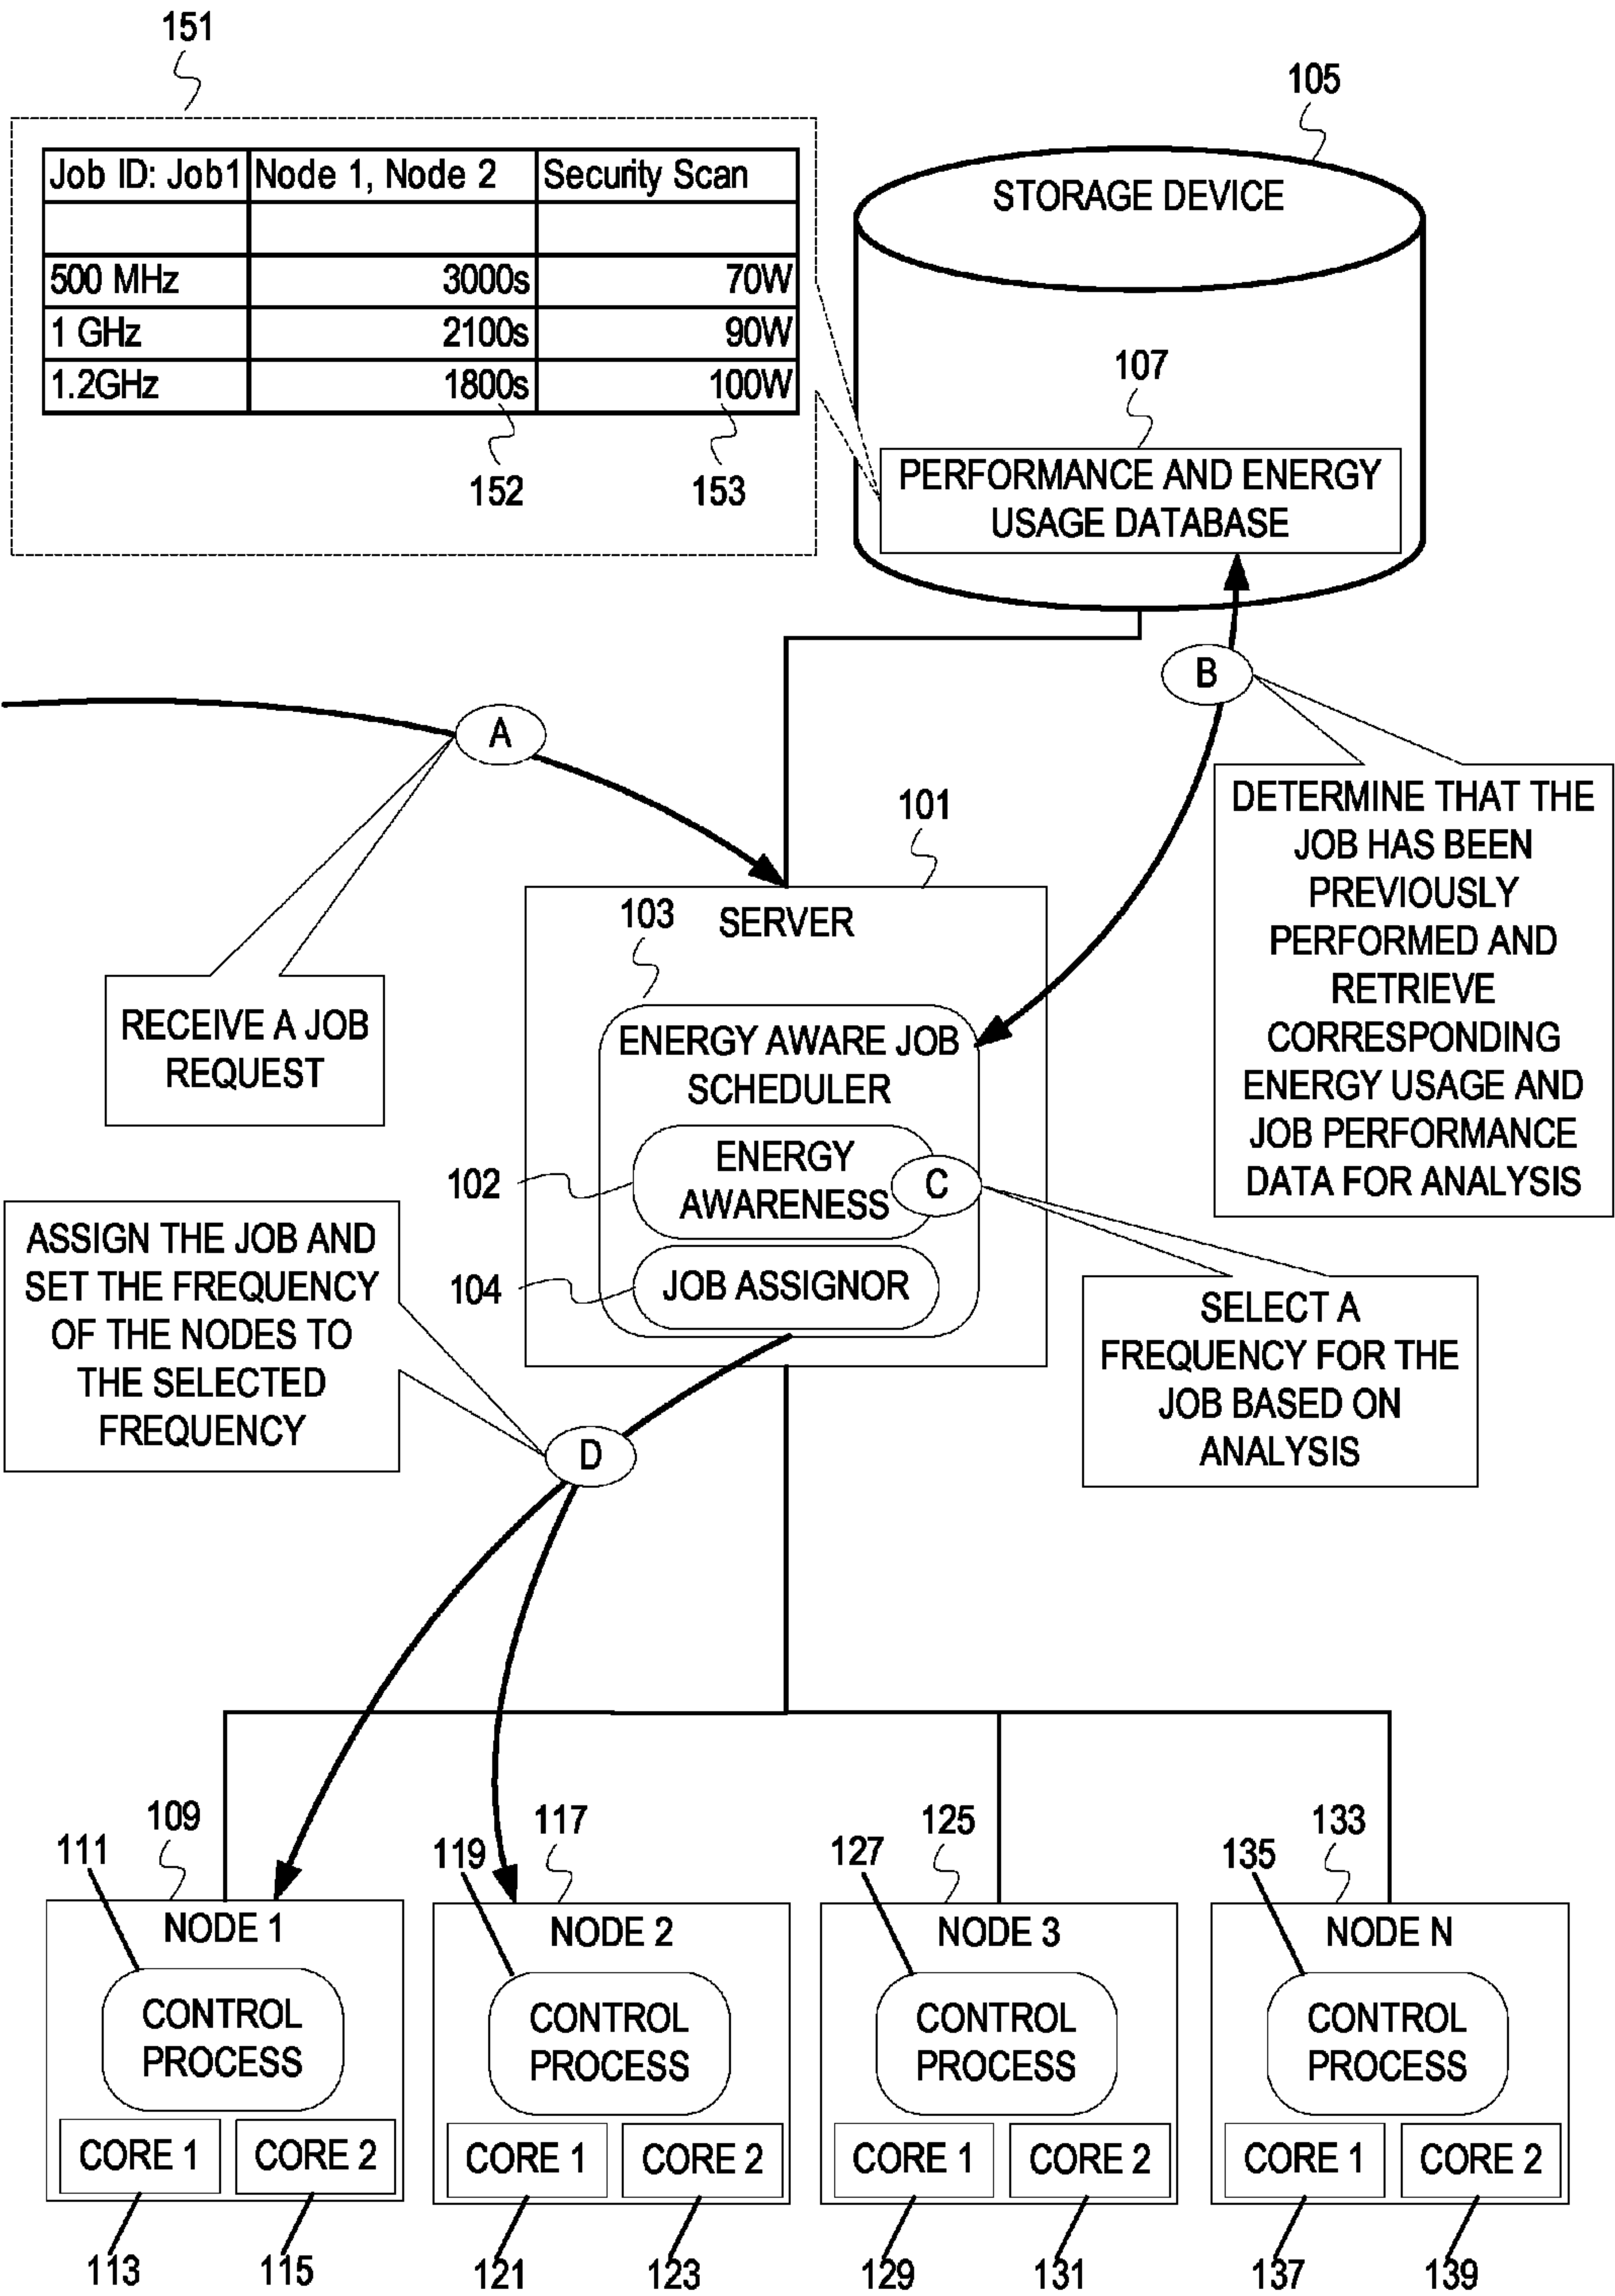 151
105
Job ID: Job1 Node 1, Node 2 Security Scan
500 MHz 3000s 70W
1 GHz 2100s 90W
1.2GHz 1800s 100W
152 153
STORAGE DEVICE
107
PERFORMANCE AND ENERGY
USAGE DATABASE
A
RECEIVE A JOB
REQUEST
B
DETERMINE THAT THE
JOB HAS BEEN
PREVIOUSLY
PERFORMED AND
RETRIEVE
CORRESPONDING
ENERGY USAGE AND
JOB PERFORMANCE
DATA FOR ANALYSIS
101
SERVER
103
ENERGY AWARE JOB
SCHEDULER
102
ENERGY
AWARENESS
C
104
JOB ASSIGNOR
SELECT A
FREQUENCY FOR THE
JOB BASED ON
ANALYSIS
ASSIGN THE JOB AND
SET THE FREQUENCY
OF THE NODES TO
THE SELECTED
FREQUENCY
D
109
111
NODE 1
CONTROL
PROCESS
CORE 1 CORE 2
113 115
117
119
NODE 2
CONTROL
PROCESS
CORE 1 CORE 2
121 123
125
127
NODE 3
CONTROL
PROCESS
CORE 1 CORE 2
129 131
133
135
NODE N
CONTROL
PROCESS
CORE 1 CORE 2
137 139